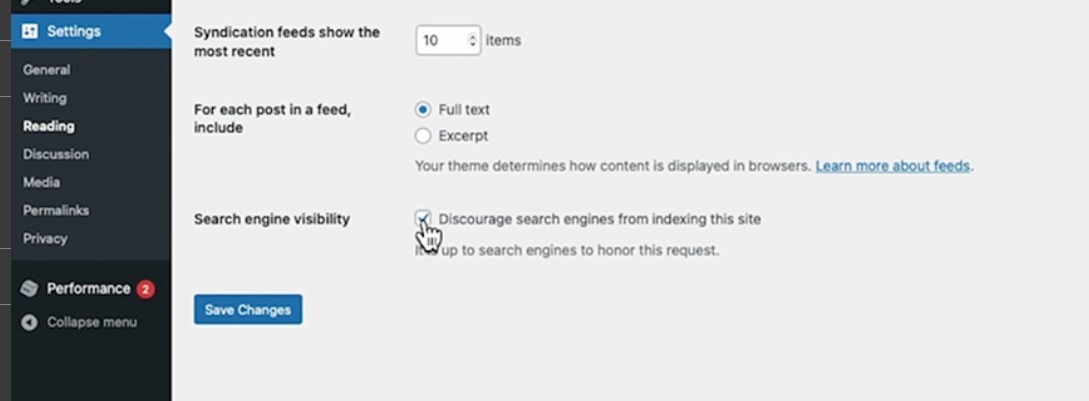 Settings
General
Writing
Reading
Discussion
Media
Permalinks
Privacy
Performance 2
Collapse menu
Syndication feeds show the
most recent
10 items
For each post in a feed,
include
Full text
Excerpt
Your theme determines how content is displayed in browsers. Learn more about feeds.
Search engine visibility
Discourage search engines from indexing this site
up to search engines to honor this request.
Save Changes